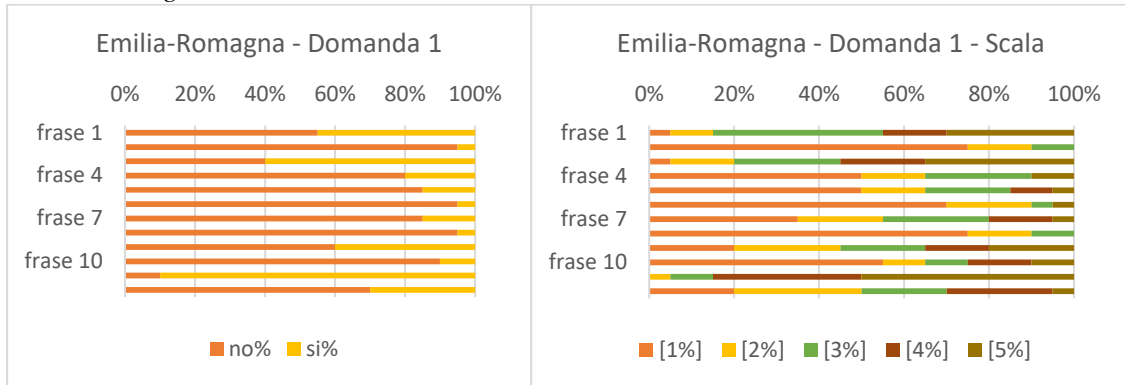 Emilia-Romagna - Domanda 1
0% 20% 40% 60% 80% 100%
frase 1
frase 4
frase 7
frase 10
no% si%
Emilia-Romagna - Domanda 1 - Scala
0% 20% 40% 60% 80% 100%
frase 1
frase 4
frase 7
frase 10
[1%] [2%] [3%] [4%] [5%]